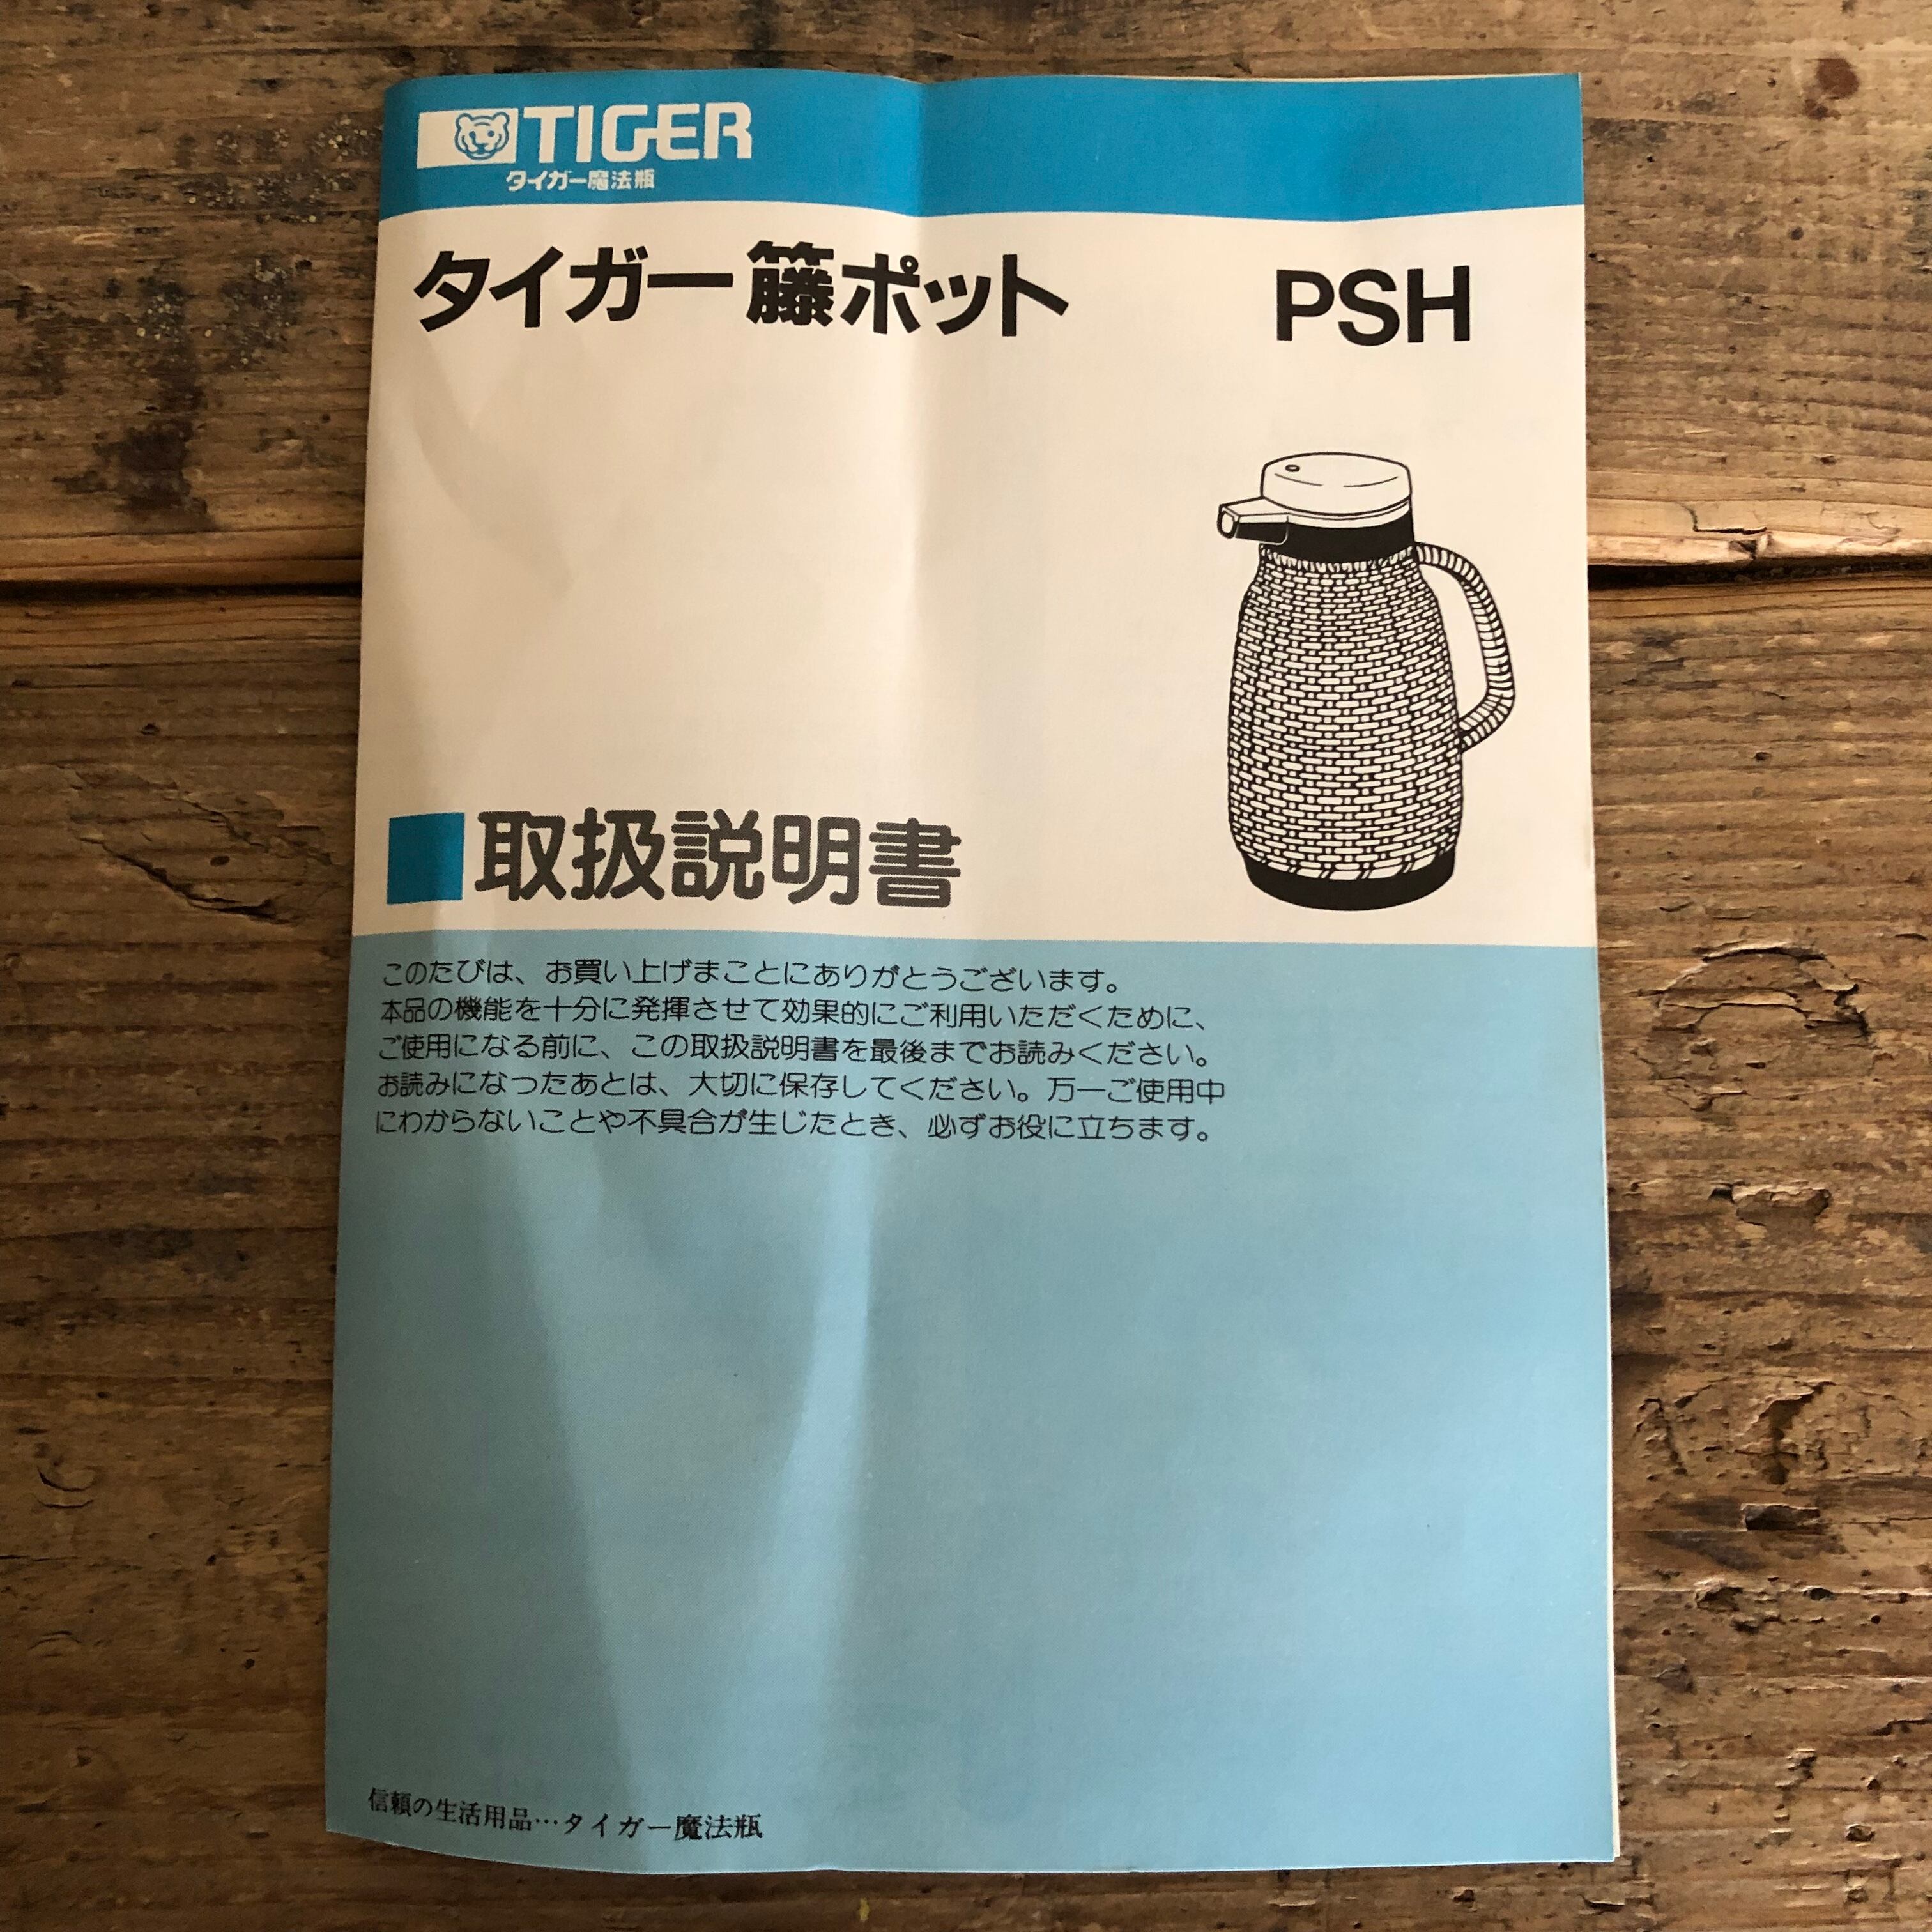 TIGER
タイガー魔法瓶
タイガー籐ポット PSH
取扱説明書
このたびは、お買い上げまことにありがとうございます。
本品の機能を十分に発揮させて効果的にご利用いただくために、
ご使用になる前に、この取扱説明書を最後までお読みください。
お読みになったあとは、大切に保存してください。万一ご使用中
にわからないことや不具合が生じたとき、必ずお役に立ちます。
信頼の生活用品…タイガー魔法瓶